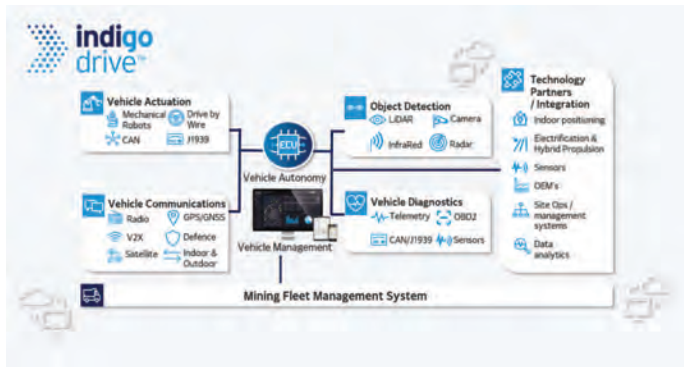 indigo
drive™
Vehicle Actuation
Mechanical
Robots
Drive by
Wire
CAN
J1939
Vehicle Communications
Radio
GPS/GNSS
V2X
Defence
Satellite
Indoor &
Outdoor
ECU
Vehicle Autonomy
Vehicle Management
Object Detection
LiDAR
Camera
InfraRed
Radar
Vehicle Diagnostics
Telemetry
OBD2
CAN/J1939
Sensors
Technology
Partners
/ Integration
Indoor positioning
Electrification &
Hybrid Propulsion
Sensors
OEM's
Site Ops /
management
systems
Data
analytics
Mining Fleet Management System